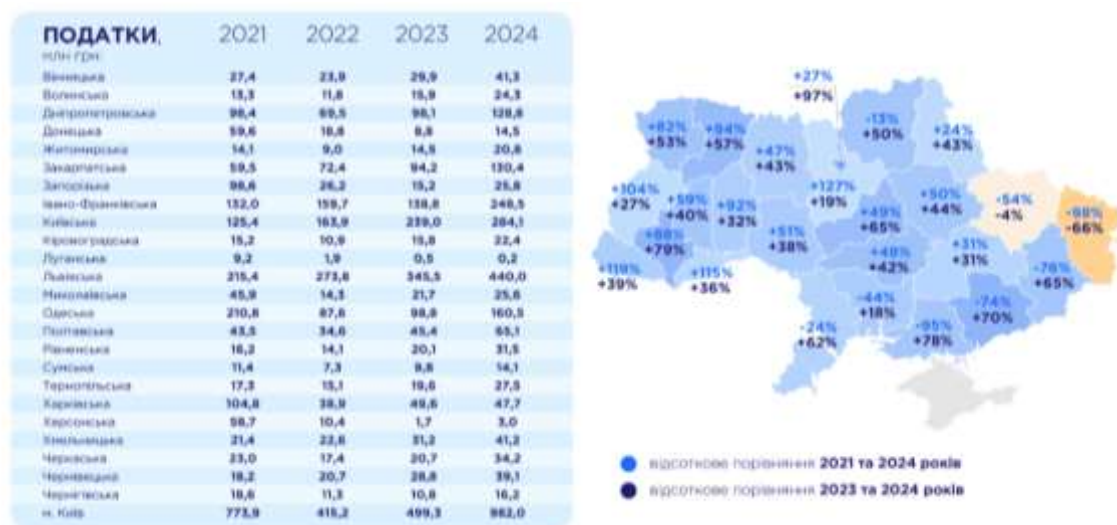 ПОДАТКИ, 2021 2022 2023 2024
млн грн
Вінницька 27,4 23,9 29,9 41,3
Волинська 13,3 11,8 15,9 24,3
Дніпропетровська 98,4 69,5 98,1 128,8
Донецька 59,6 18,8 8,8 14,5
Житомирська 14,1 9,0 14,5 20,8
Закарпатська 59,5 72,4 94,2 130,4
Запорізька 98,6 26,2 15,2 25,8
Івано-Франківська 132,0 159,7 138,8 248,5
Київська 125,4 163,9 239,0 284,1
Кіровоградська 15,2 10,9 15,8 22,4
Луганська 9,2 1,9 0,5 0,2
Львівська 215,4 273,8 345,5 440,0
Миколаївська 45,9 14,3 21,7 25,6
Одеська 210,8 87,8 98,8 160,5
Полтавська 43,5 34,6 45,4 65,1
Рівненська 16,2 14,1 20,1 31,5
Сумська 11,4 7,3 9,8 14,1
Тернопільська 17,3 15,1 19,6 27,5
Харківська 104,8 38,9 49,6 47,7
Херсонська 58,7 10,4 1,7 3,0
Хмельницька 21,4 22,8 31,2 41,2
Черкаська 23,0 17,4 20,7 34,2
Чернівецька 18,2 20,7 28,8 39,1
Чернігівська 18,6 11,3 10,8 16,2
м. Київ 773,9 415,2 499,3 982,0
+27%
+97%
-13%
+50%
+24%
+43%
+82%
+53%
+94%
+57%
+47%
+43%
+104%
+27%
+59%
+40%
+92%
+32%
+127%
+19%
+50%
+44%
-54%
-4%
-98%
-66%
+88%
+79%
+51%
+38%
+49%
+65%
+48%
+42%
+31%
+31%
-76%
+65%
+119%
+39%
+115%
+36%
-44%
+18%
-74%
+70%
-24%
+62%
-95%
+78%
відсоткове порівняння 2021 та 2024 років
відсоткове порівняння 2023 та 2024 років